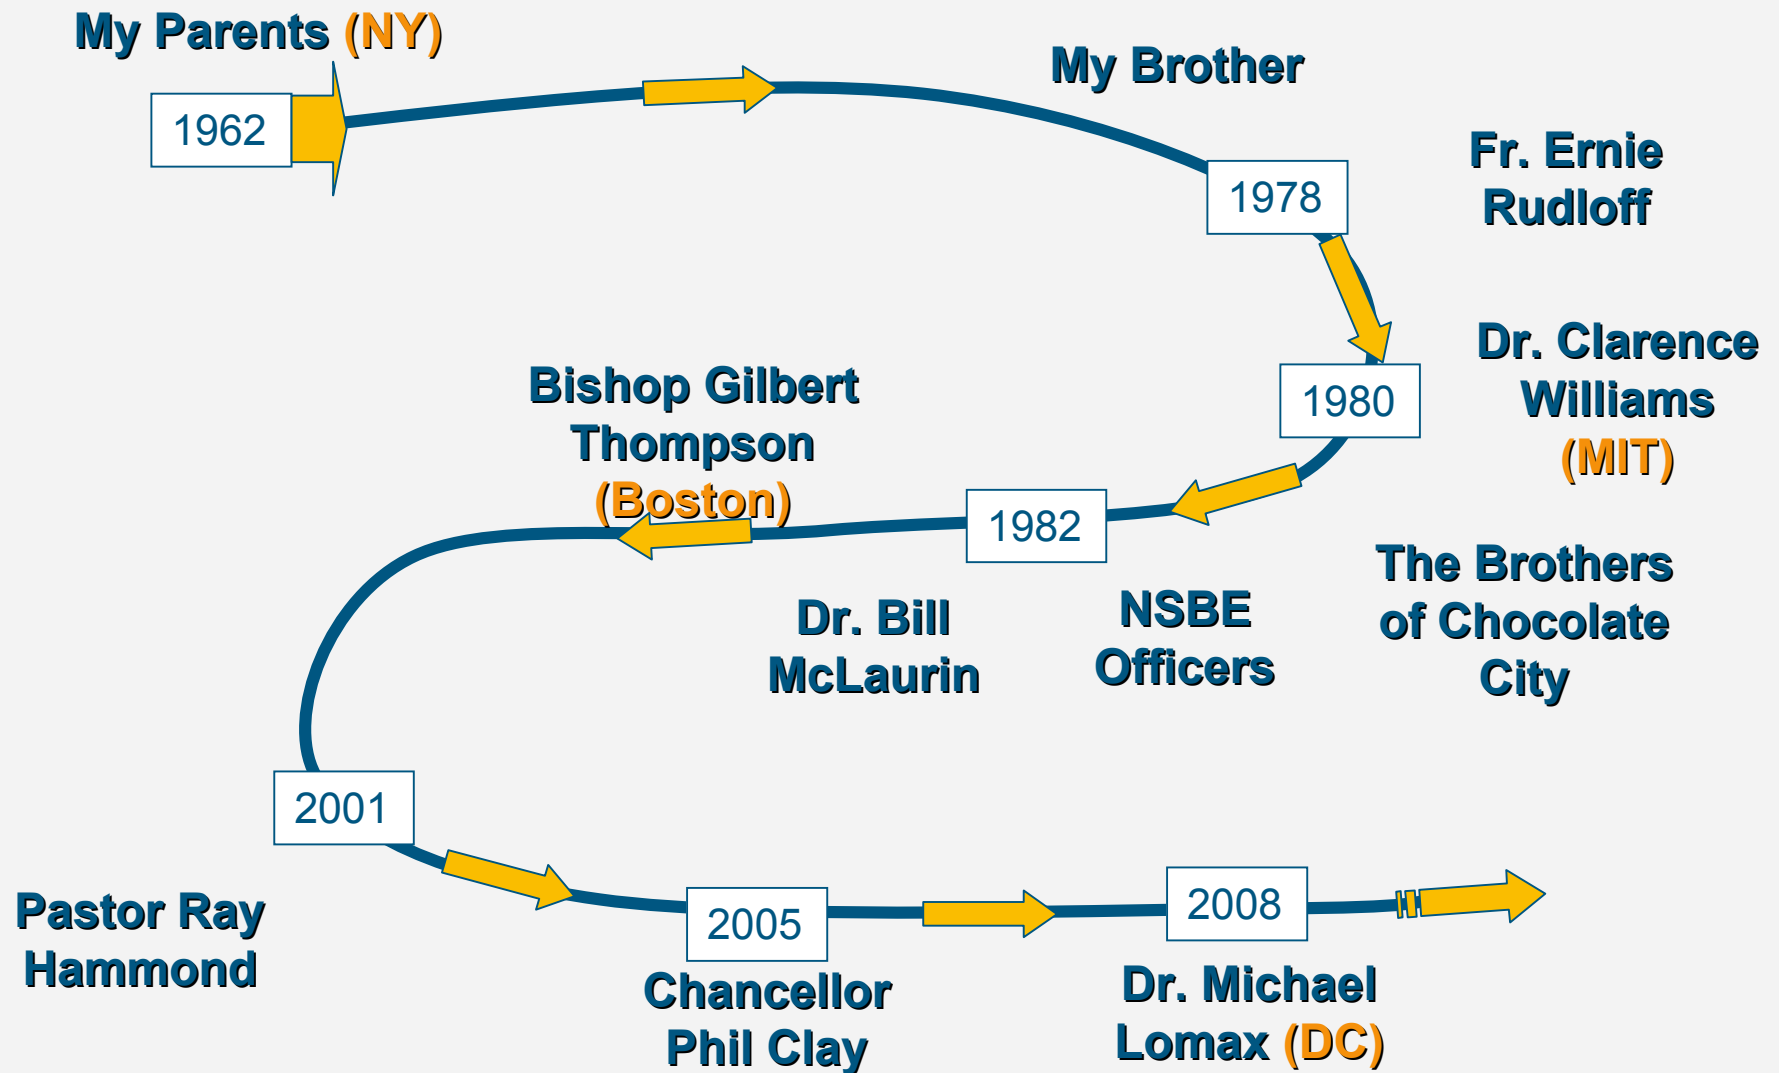 My Parents (NY)
1962
My Brother
1978
Fr. Ernie
Rudloff
1980
Dr. Clarence
Williams
(MIT)
The Brothers
of Chocolate
City
NSBE
Officers
1982
Dr. Bill
McLaurin
Bishop Gilbert
Thompson
(Boston)
2001
Pastor Ray
Hammond
2005
Chancellor
Phil Clay
2008
Dr. Michael
Lomax (DC)